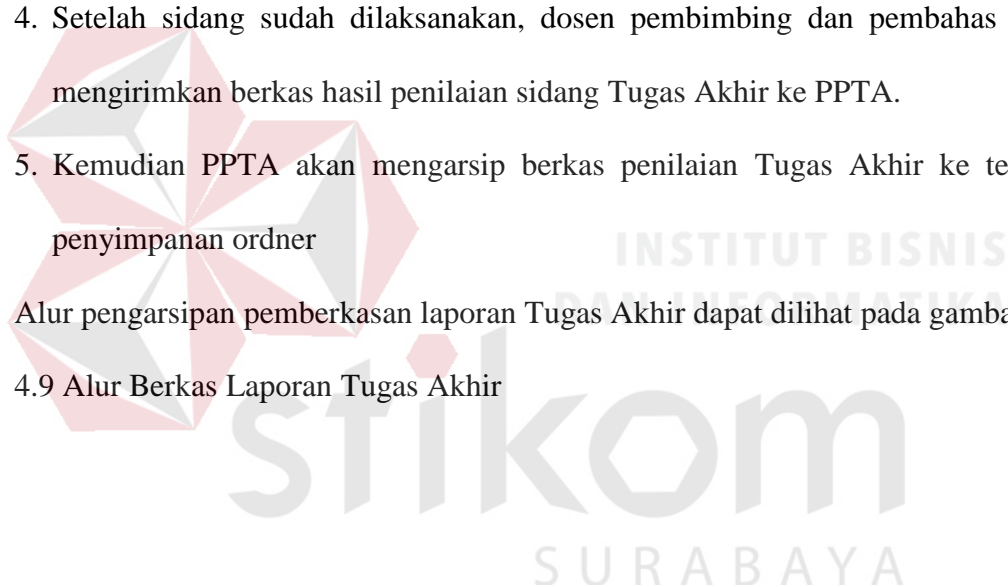 4. Setelah sidang sudah dilaksanakan, dosen pembimbing dan pembahas
mengirimkan berkas hasil penilaian sidang Tugas Akhir ke PPTA.
5. Kemudian PPTA akan mengarsip berkas penilaian Tugas Akhir ke te
penyimpanan ordner
INSTITUT BISNIS
Alur pengarsipan pemberkasan laporan Tugas Akhir dapat dilihat pada gamba
DAN INFORMATIKA
4.9 Alur Berkas Laporan Tugas Akhir
stikom
SURABAYA